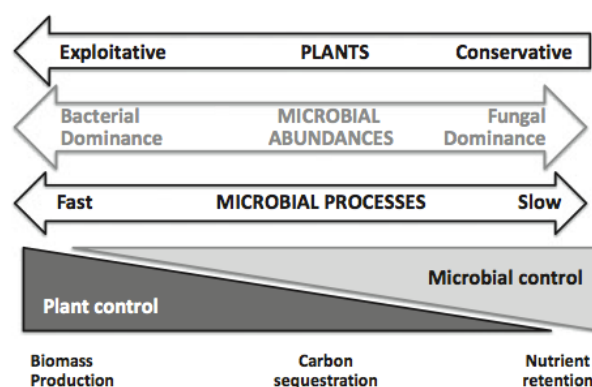 Exploitative PLANTS Conservative
Bacterial MICROBIAL Fungal
Dominance ABUNDANCES Dominance
Fast MICROBIAL PROCESSES Slow
Microbial control
Plant control
Biomass Carbon Nutrient
Production sequestration retention